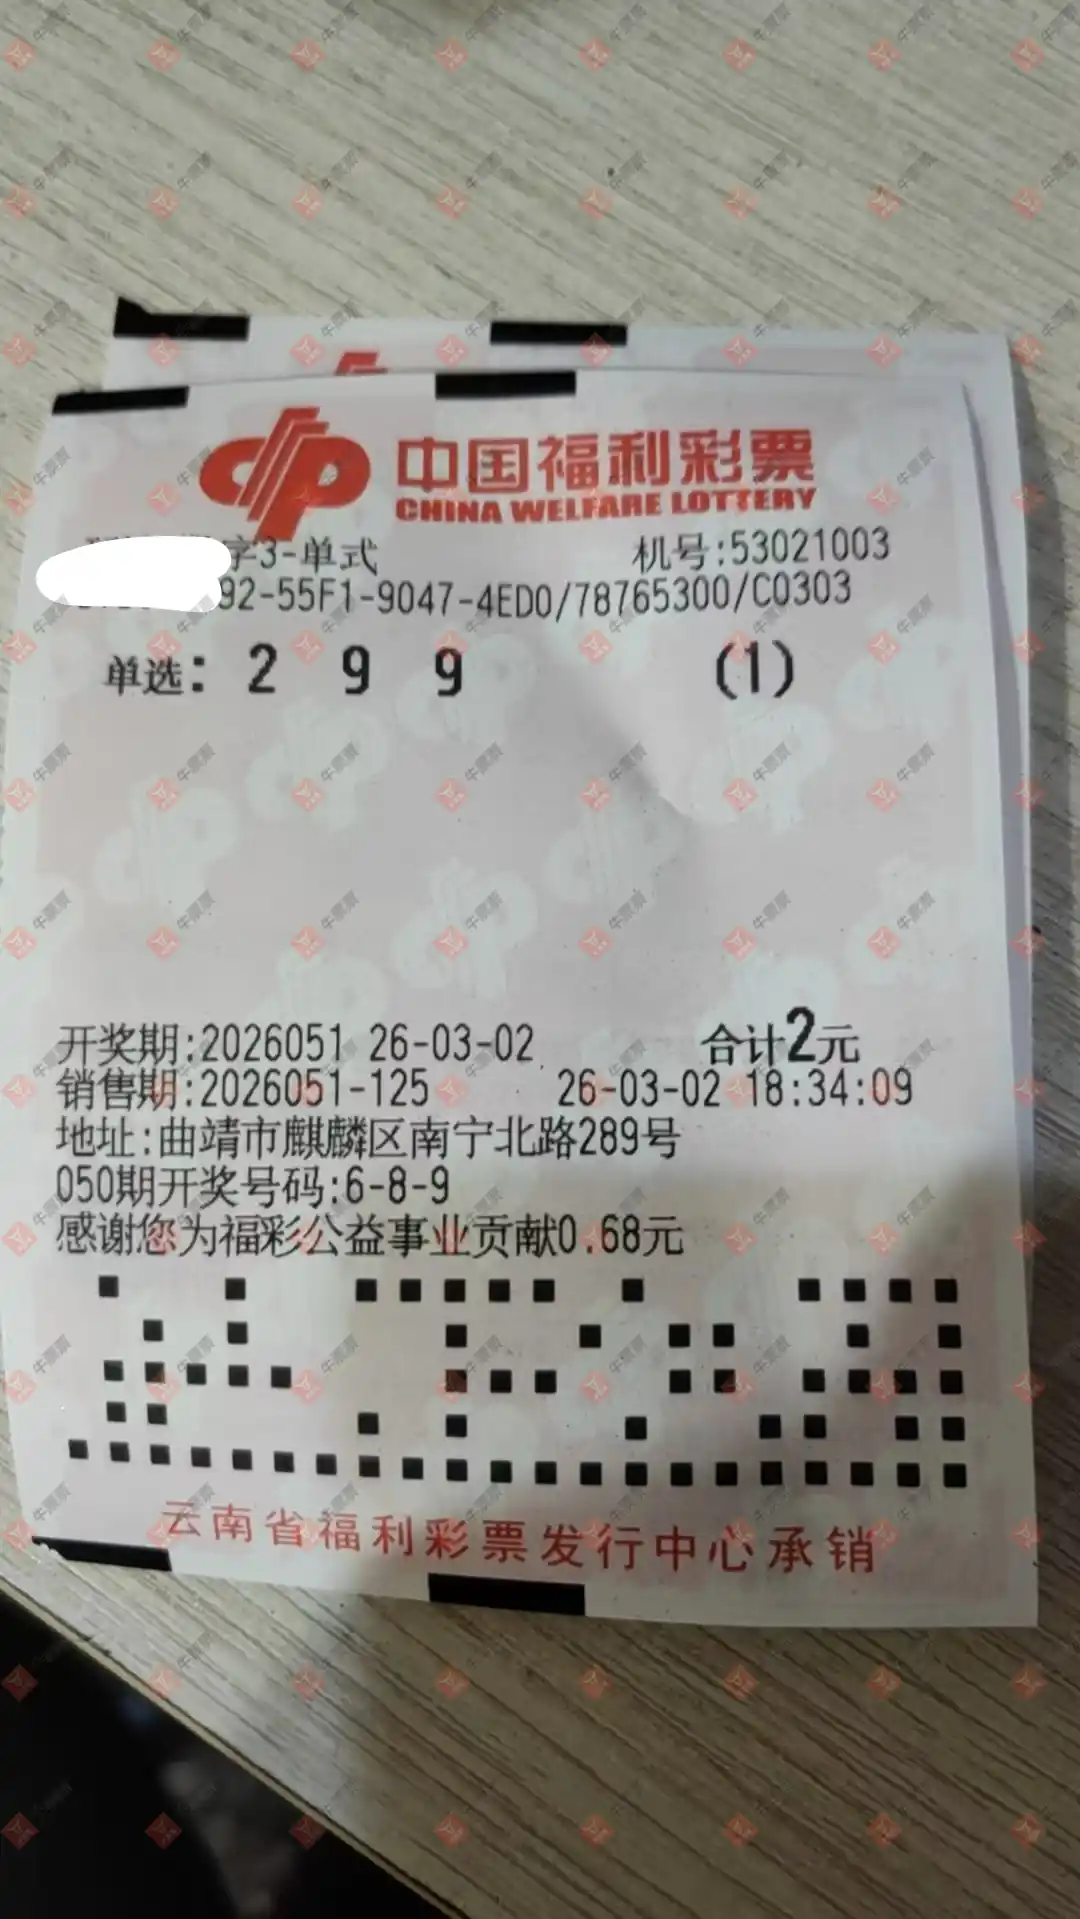 中国福利彩票
CHINA WELFARE LOTTERY
字3-单式 机号:53021003
92-55F1-9047-4ED0/78765300/C0303
单选: 2 9 9 (1)
开奖期:2026051 26-03-02 合计2元
销售期:2026051-125 26-03-02 18:34:09
地址:曲靖市麒麟区南宁北路289号
050期开奖号码:6-8-9
感谢您为福彩公益事业贡献0.68元
云南省福利彩票发行中心承销
牛票票